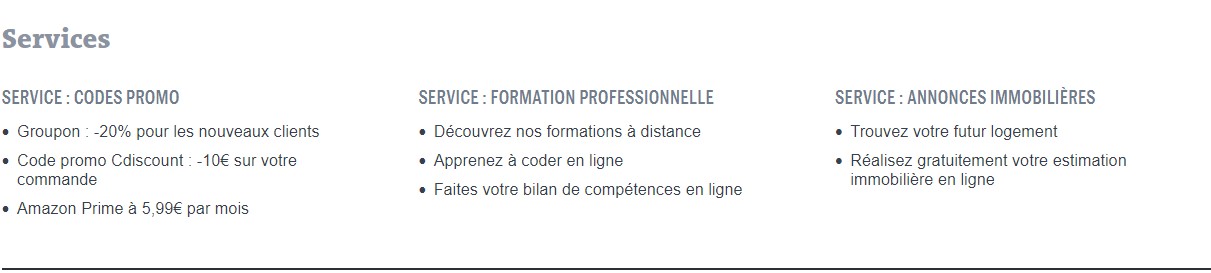 Services
SERVICE : CODES PROMO
• Groupon : -20% pour les nouveaux clients
• Code promo Cdiscount : -10€ sur votre
commande
• Amazon Prime à 5,99€ par mois
SERVICE : FORMATION PROFESSIONNELLE
• Découvrez nos formations à distance
• Apprenez à coder en ligne
• Faites votre bilan de compétences en ligne
SERVICE : ANNONCES IMMOBILIÈRES
• Trouvez votre futur logement
• Réalisez gratuitement votre estimation
immobilière en ligne